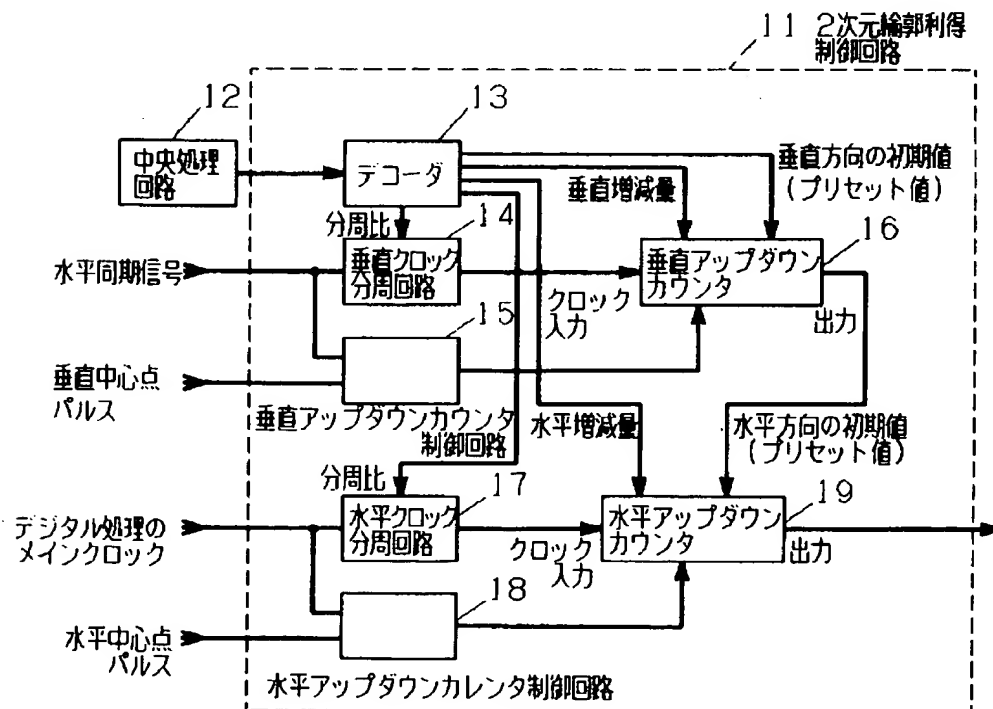 11 2次元輪郭利得
制御回路
12
13
中央処理
回路
デコーダ
垂直方向の初期値
(プリセット値)
垂直増減量
分周比
14
16
水平同期信号
垂直クロック
分周回路
垂直アップダウン
カウンタ
クロック
入力
出力
15
垂直中心点
パルス
垂直アップダウンカウンタ
制御回路
水平増減量
水平方向の初期値
(プリセット値)
分周比
17
19
デジタル処理の
メインクロック
水平クロック
分周回路
水平アップダウン
カウンタ
クロック
入力
出力
18
水平中心点
パルス
水平アップダウンカレンタ制御回路